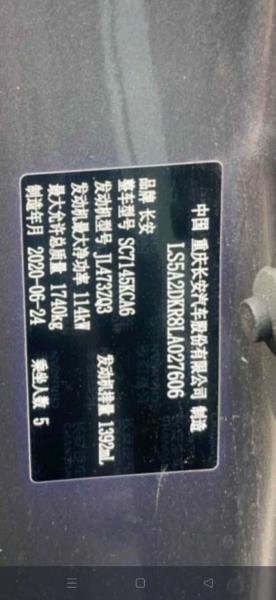 中国 重庆长安汽车股份有限公司 制造
LS5A2DKR8LA027606
品牌 长安
整车型号 SC7145XCA6
发动机型号 JL473ZQ3 发动机排量 1392mL
发动机最大净功率 114kW
最大允许总质量 1740kg
制造年月 2020-06-24 乘坐人数 5